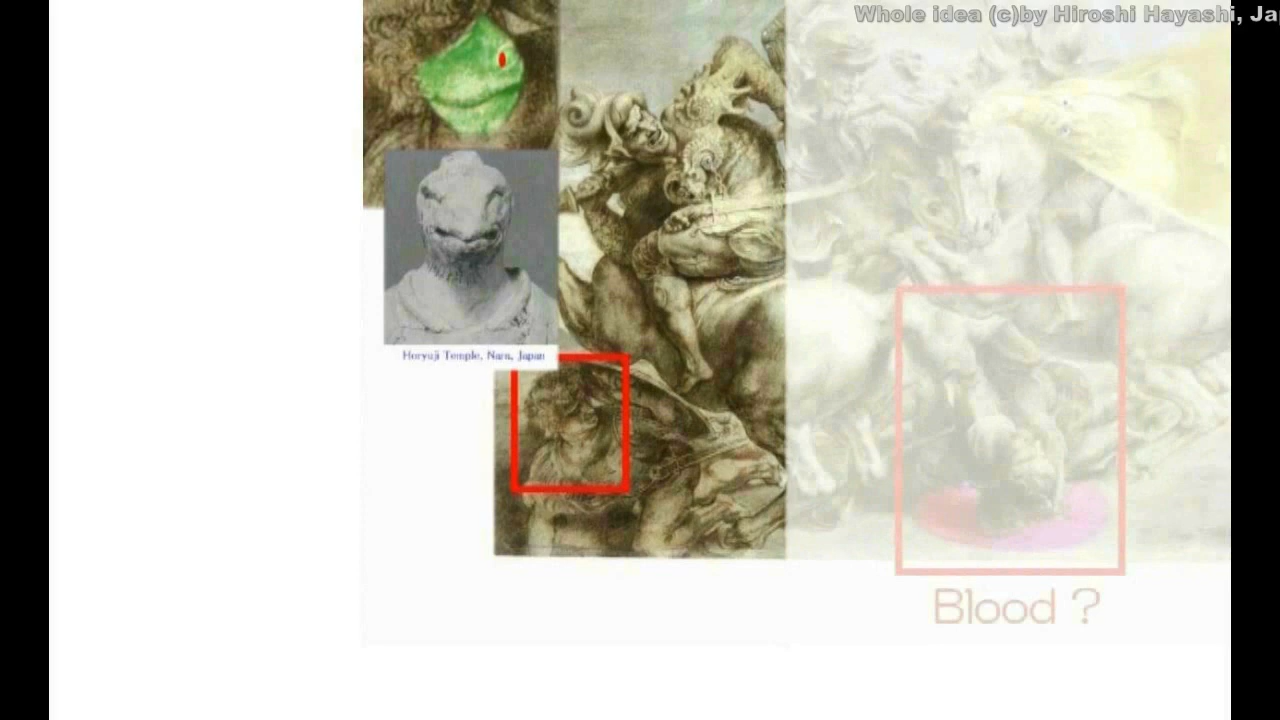 Whole idea (c)by Hiroshi Hayashi, Ja
Horyuji Temple, Nara, Japan
Blood ?